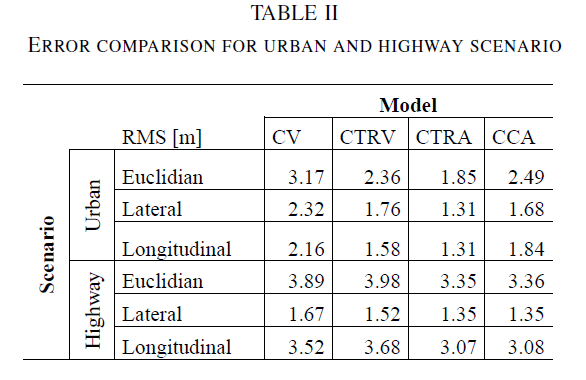 TABLE II
ERROR COMPARISON FOR URBAN AND HIGHWAY SCENARIO
Model
RMS [m] CV CTRV CTRA CCA
Scenario
Urban
Euclidian 3.17 2.36 1.85 2.49
Lateral 2.32 1.76 1.31 1.68
Longitudinal 2.16 1.58 1.31 1.84
Highway
Euclidian 3.89 3.98 3.35 3.36
Lateral 1.67 1.52 1.35 1.35
Longitudinal 3.52 3.68 3.07 3.08